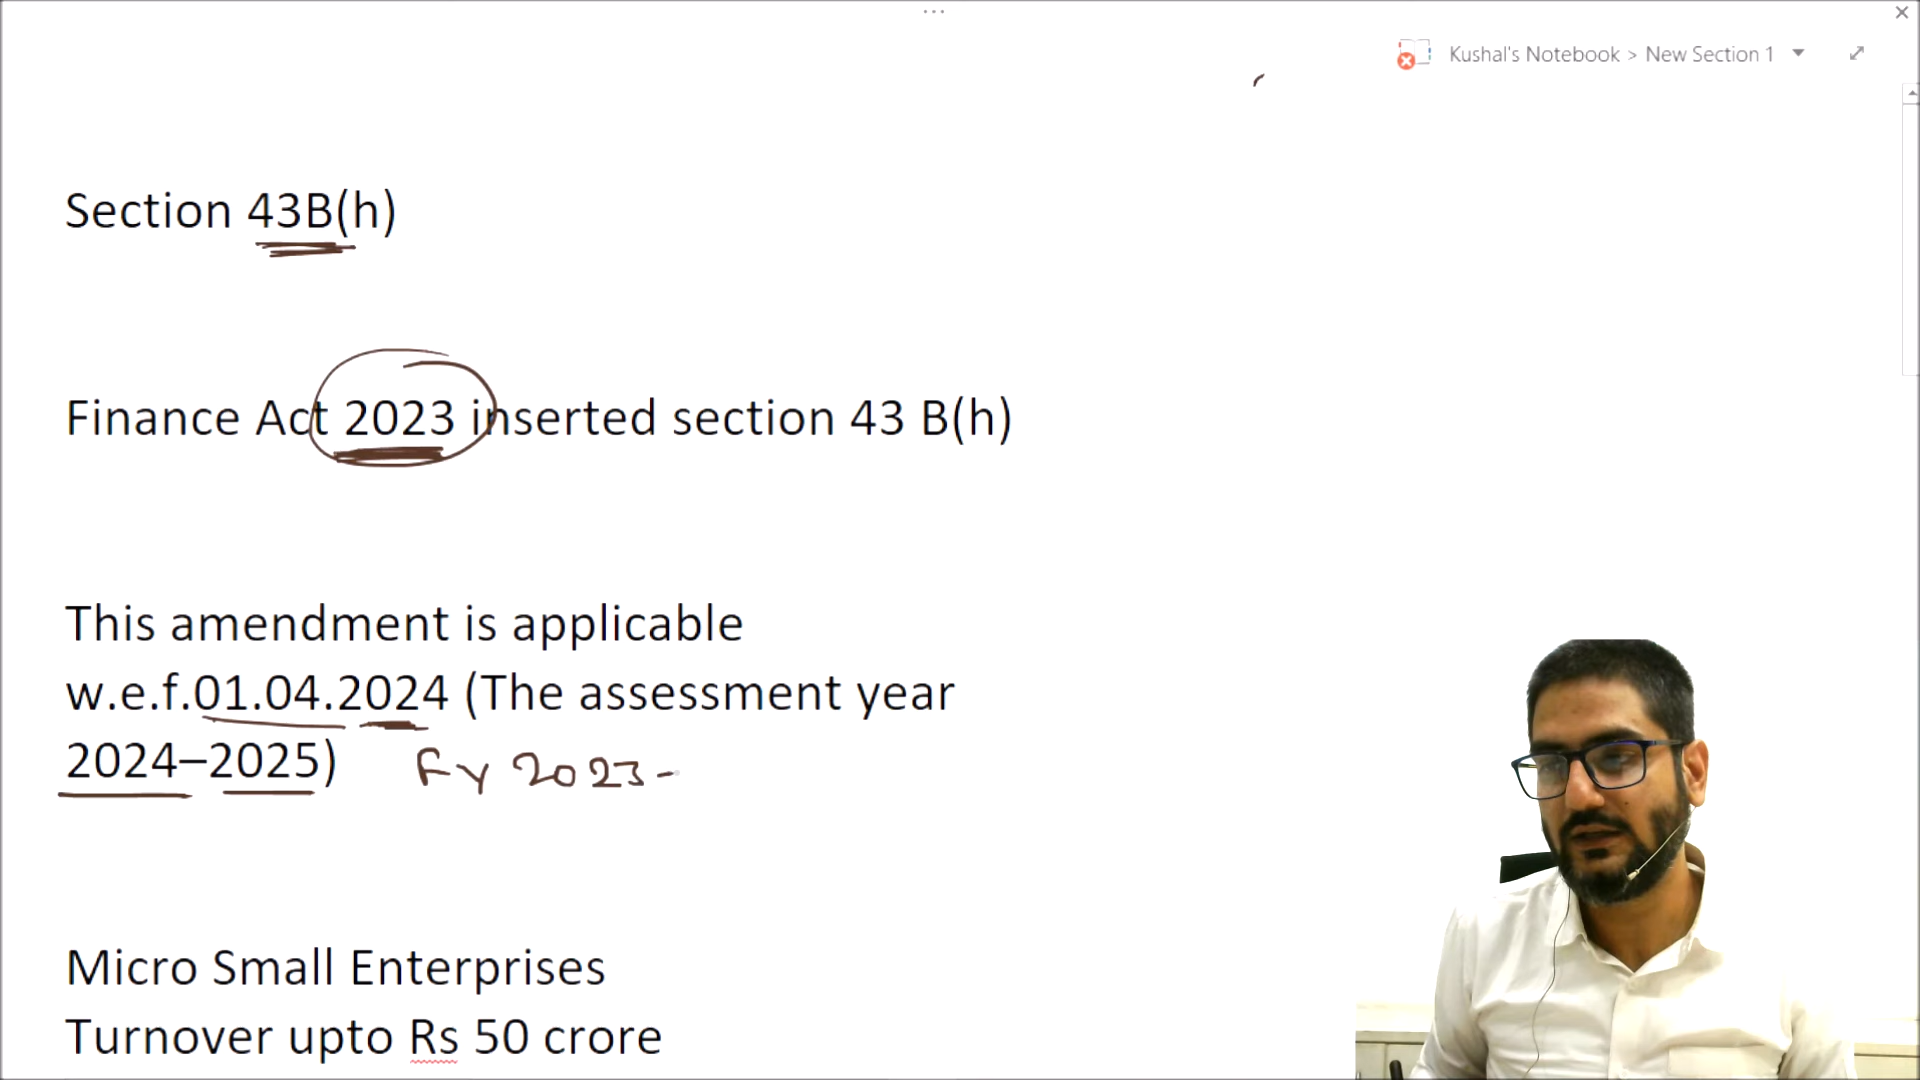 Kushal's Notebook > New Section 1
Section 43B(h)
Finance Act 2023 inserted section 43 B(h)
This amendment is applicable
w.e.f.01.04.2024 (The assessment year
2024–2025) FY 2023-
Micro Small Enterprises
Turnover upto Rs 50 crore